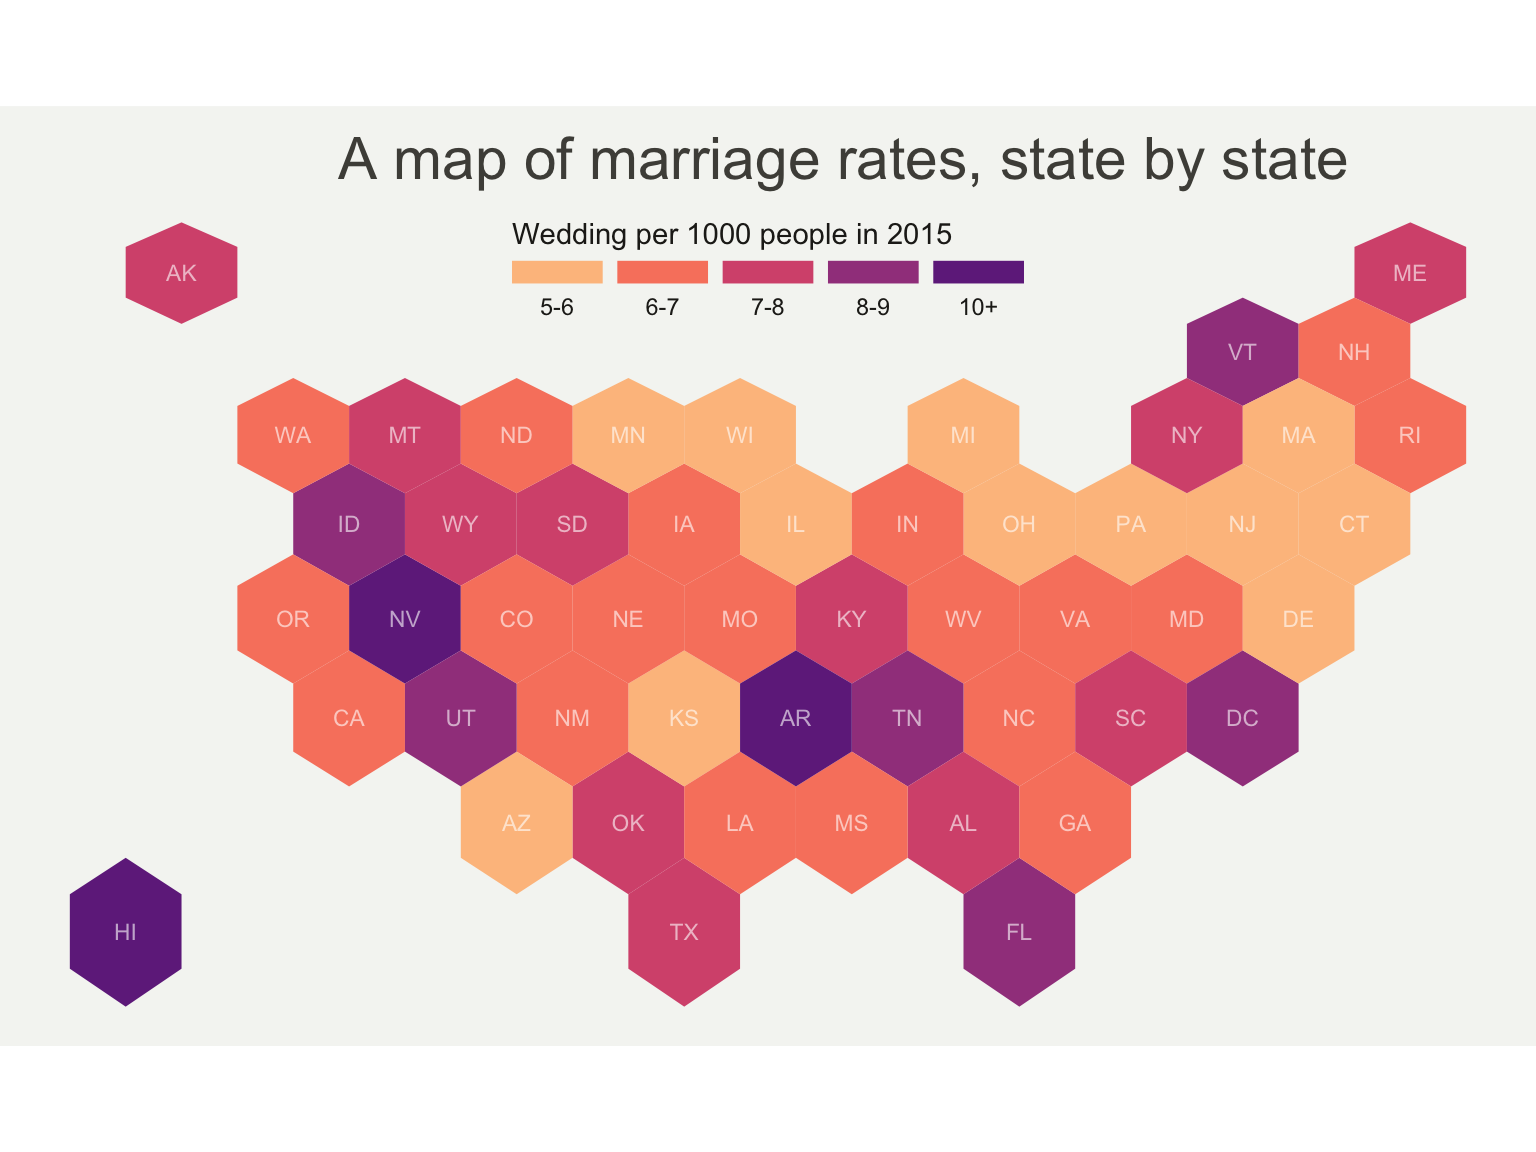 A map of marriage rates, state by state
Wedding per 1000 people in 2015
5-6 6-7 7-8 8-9 10+
AK ME
VT NH
WA MT ND MN WI MI NY MA RI
ID WY SD IA IL IN OH PA NJ CT
OR NV CO NE MO KY WV VA MD DE
CA UT NM KS AR TN NC SC DC
AZ OK LA MS AL GA
HI TX FL